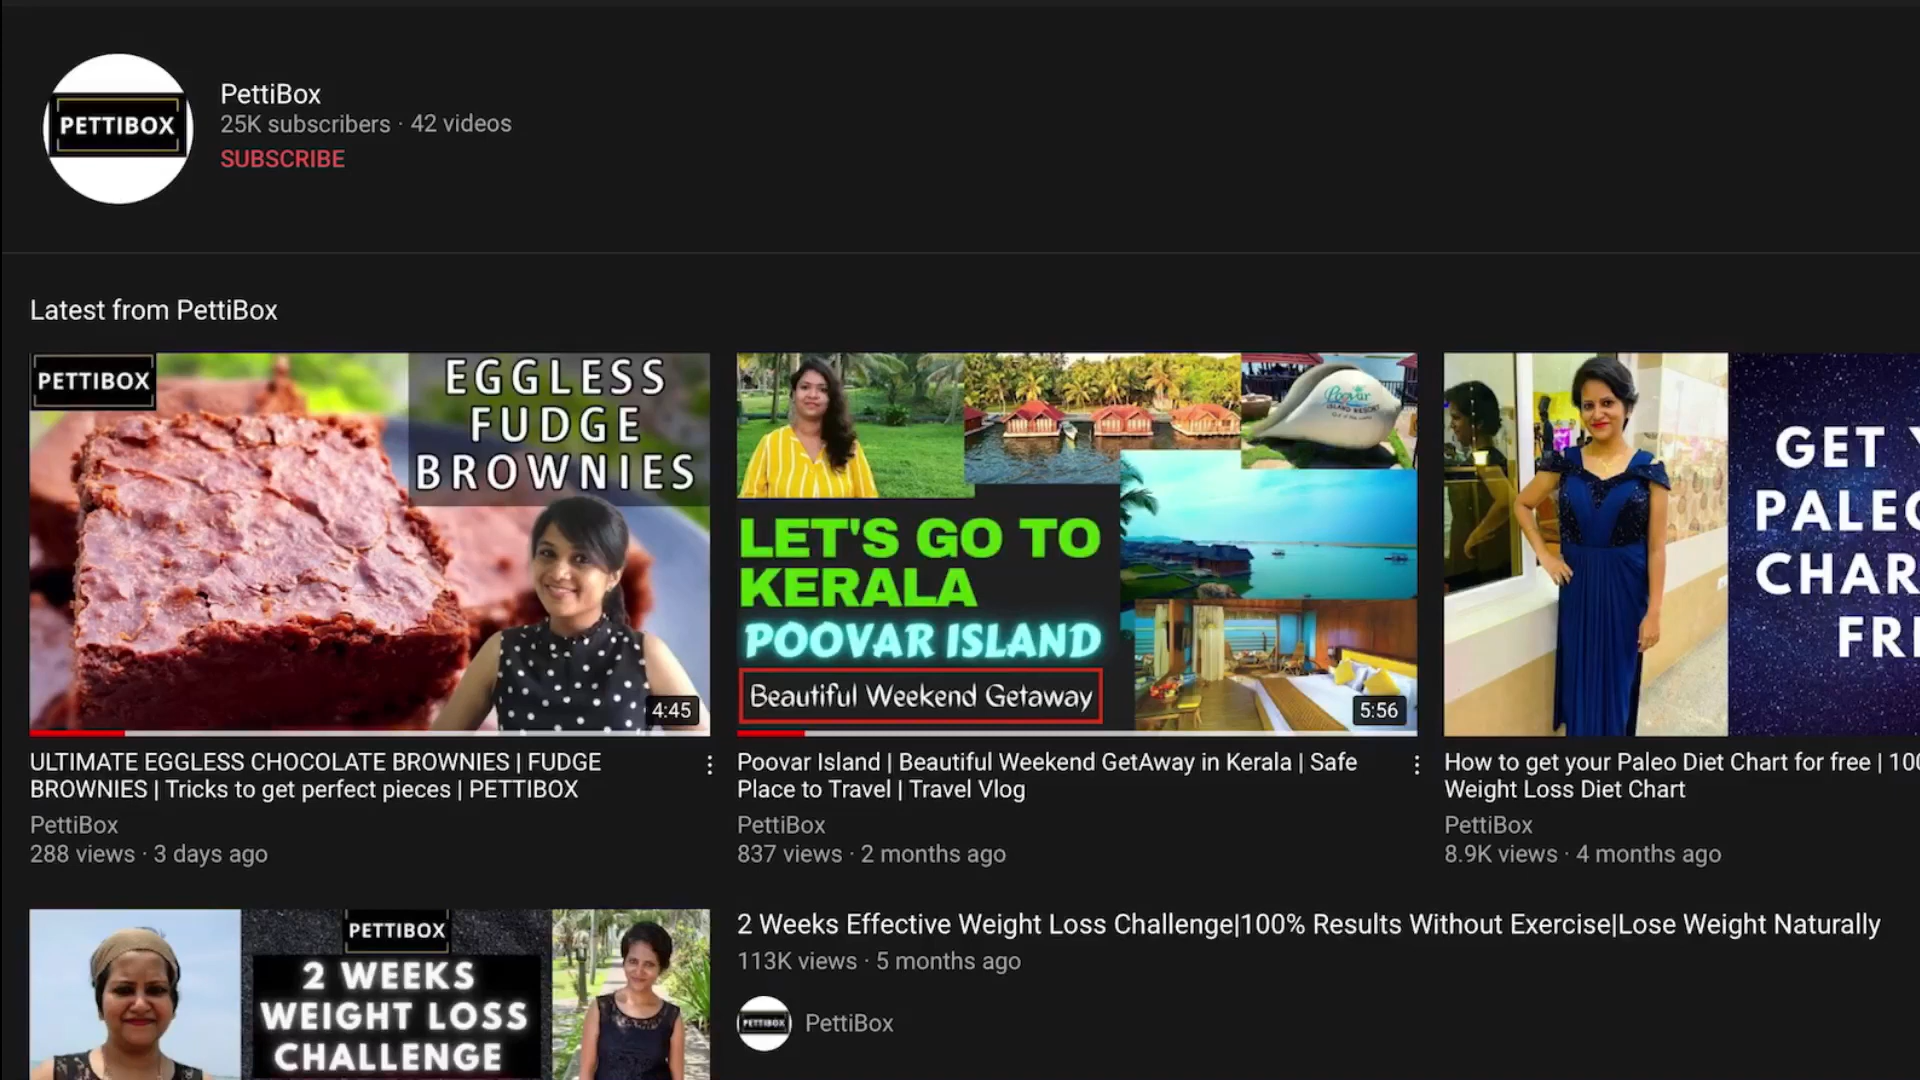 PETTIBOX
PettiBox
25K subscribers · 42 videos
SUBSCRIBE
Latest from PettiBox
PETTIBOX
EGGLESS
FUDGE
BROWNIES
4:45
Poovar
ISLAND RESORT
LET'S GO TO
KERALA
POOVAR ISLAND
Beautiful Weekend Getaway
5:56
GET
PALEO
CHAR
FR
ULTIMATE EGGLESS CHOCOLATE BROWNIES | FUDGE
BROWNIES | Tricks to get perfect pieces | PETTIBOX
PettiBox
288 views · 3 days ago
Poovar Island | Beautiful Weekend GetAway in Kerala | Safe
Place to Travel | Travel Vlog
PettiBox
837 views · 2 months ago
How to get your Paleo Diet Chart for free | 100
Weight Loss Diet Chart
PettiBox
8.9K views · 4 months ago
PETTIBOX
2 WEEKS
WEIGHT LOSS
CHALLENGE
2 Weeks Effective Weight Loss Challenge|100% Results Without Exercise|Lose Weight Naturally
113K views · 5 months ago
PETTIBOX
PettiBox